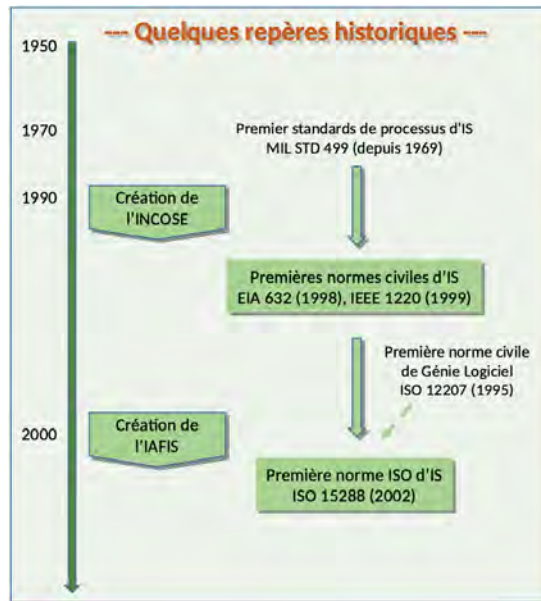 --- Quelques repères historiques ---
1950
1970
Premier standards de processus d'IS
MIL STD 499 (depuis 1969)
1990
Création de
l'INCOSE
Premières normes civiles d'IS
EIA 632 (1998), IEEE 1220 (1999)
Première norme civile
de Génie Logiciel
ISO 12207 (1995)
2000
Création de
l'IAFIS
Première norme ISO d'IS
ISO 15288 (2002)